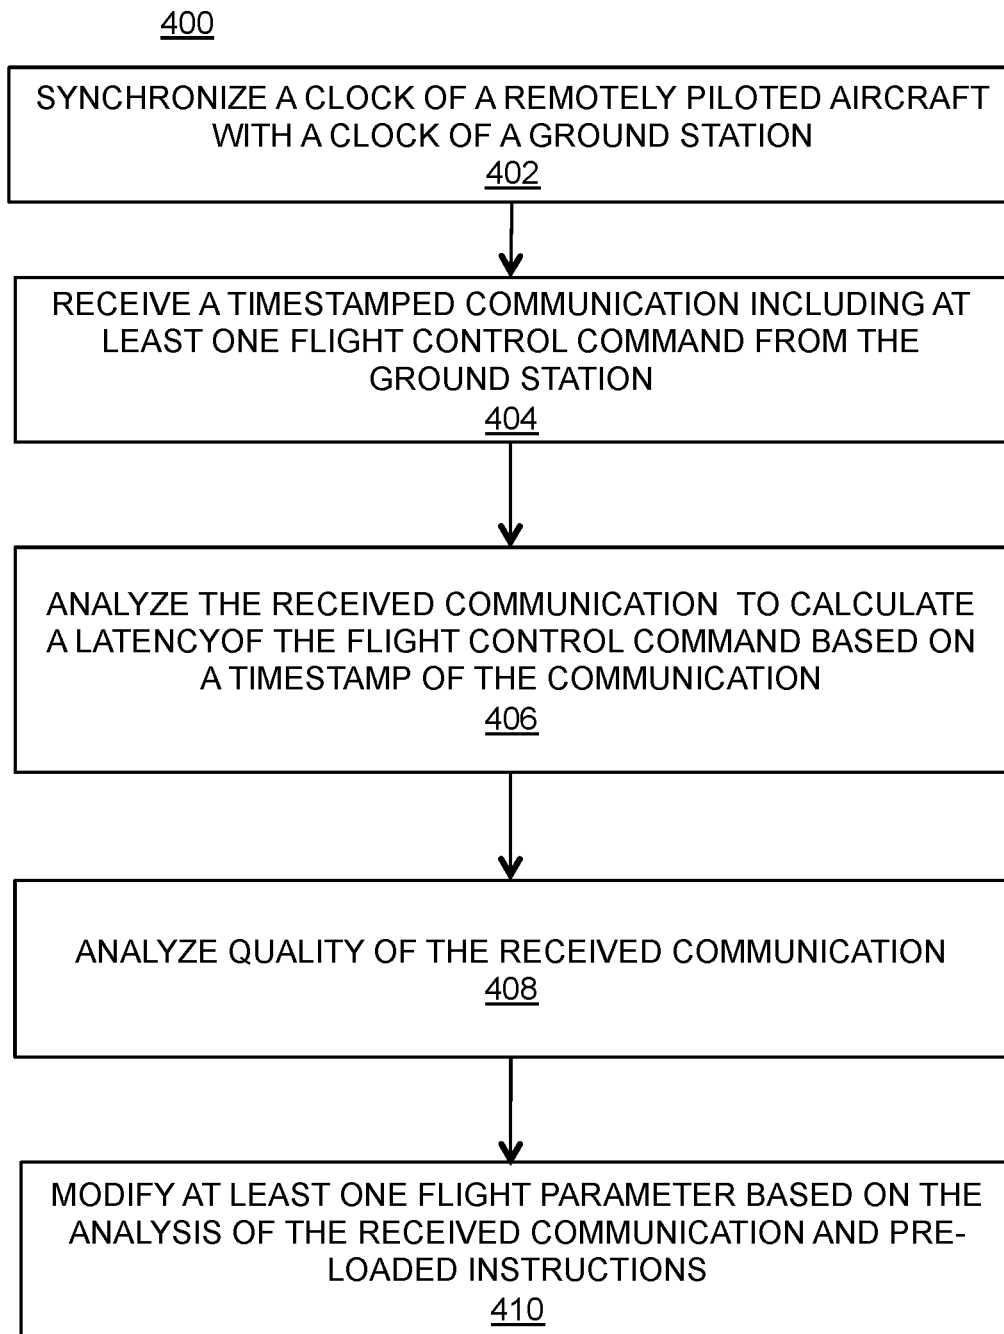 400
SYNCHRONIZE A CLOCK OF A REMOTELY PILOTED AIRCRAFT
WITH A CLOCK OF A GROUND STATION
402
RECEIVE A TIMESTAMPED COMMUNICATION INCLUDING AT
LEAST ONE FLIGHT CONTROL COMMAND FROM THE
GROUND STATION
404
ANALYZE THE RECEIVED COMMUNICATION TO CALCULATE
A LATENCYOF THE FLIGHT CONTROL COMMAND BASED ON
A TIMESTAMP OF THE COMMUNICATION
406
ANALYZE QUALITY OF THE RECEIVED COMMUNICATION
408
MODIFY AT LEAST ONE FLIGHT PARAMETER BASED ON THE
ANALYSIS OF THE RECEIVED COMMUNICATION AND PRE-
LOADED INSTRUCTIONS
410